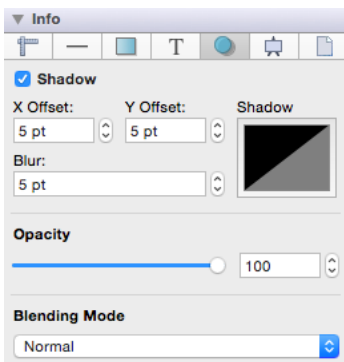 Info
T
Shadow
X Offset: Y Offset: Shadow
5 pt 5 pt
Blur:
5 pt
Opacity
100
Blending Mode
Normal